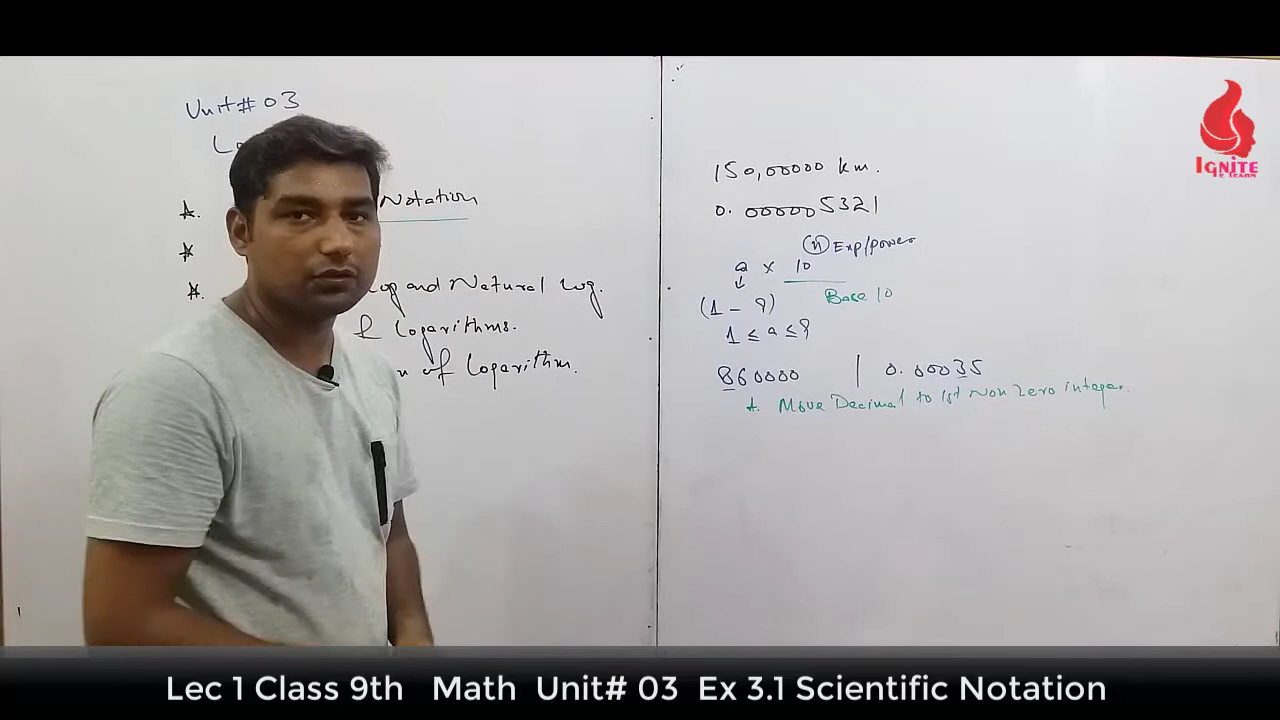 Unit# 03
Notation
and Natural Log.
Logarithms.
of Logarithm.
150,00000 km.
0.000005321
n Exp/power
a × 10
Base 10
(1 - 9)
1 ≤ a ≤ 9
860000 | 0.00035
Move Decimal to 1st Non Zero integer.
IGNITE
E LEARN
Lec 1 Class 9th Math Unit# 03 Ex 3.1 Scientific Notation